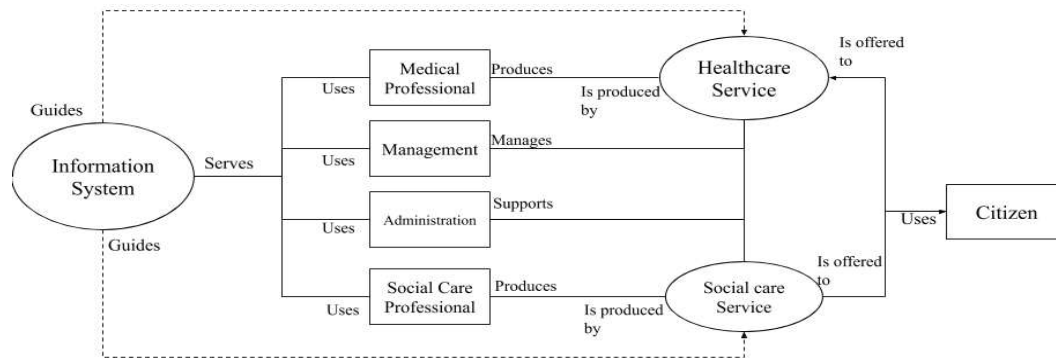 Is offered
to
Healthcare
Service
Medical
Professional
Produces
Uses
Is produced
by
Guides
Management
Manages
Uses
Information
System
Serves
Supports
Administration
Uses
Citizen
Uses
Guides
Is offered
to
Social Care
Professional
Produces
Social care
Service
Uses
Is produced
by